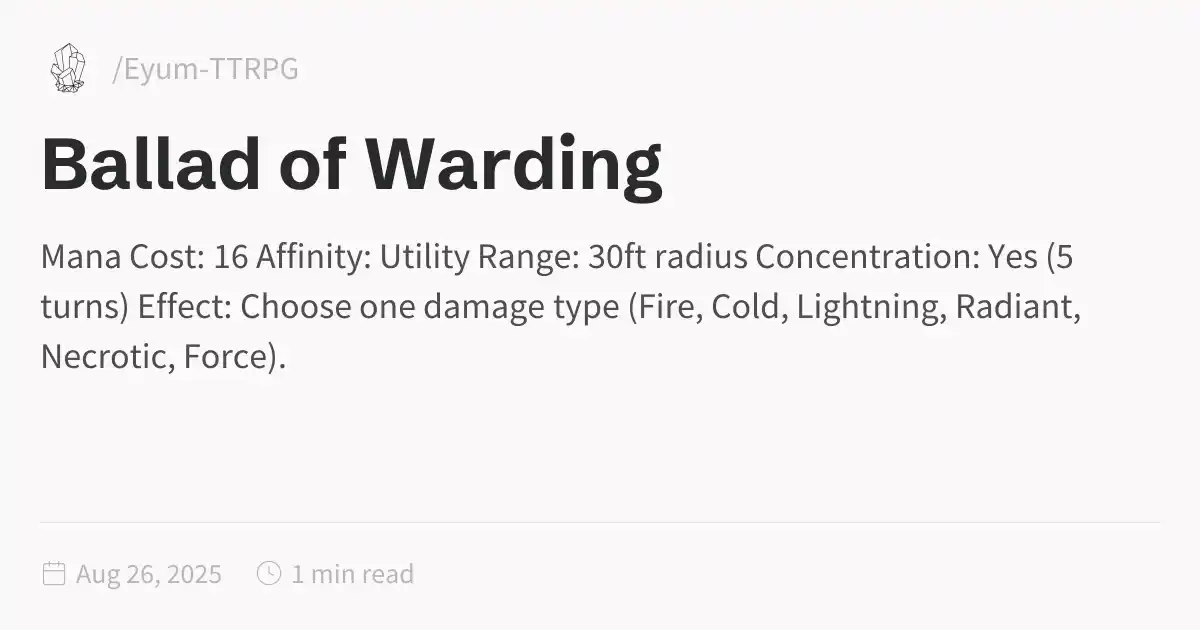 /Eyum-TTRPG
Ballad of Warding
Mana Cost: 16 Affinity: Utility Range: 30ft radius Concentration: Yes (5
turns) Effect: Choose one damage type (Fire, Cold, Lightning, Radiant,
Necrotic, Force).
Aug 26, 2025 1 min read